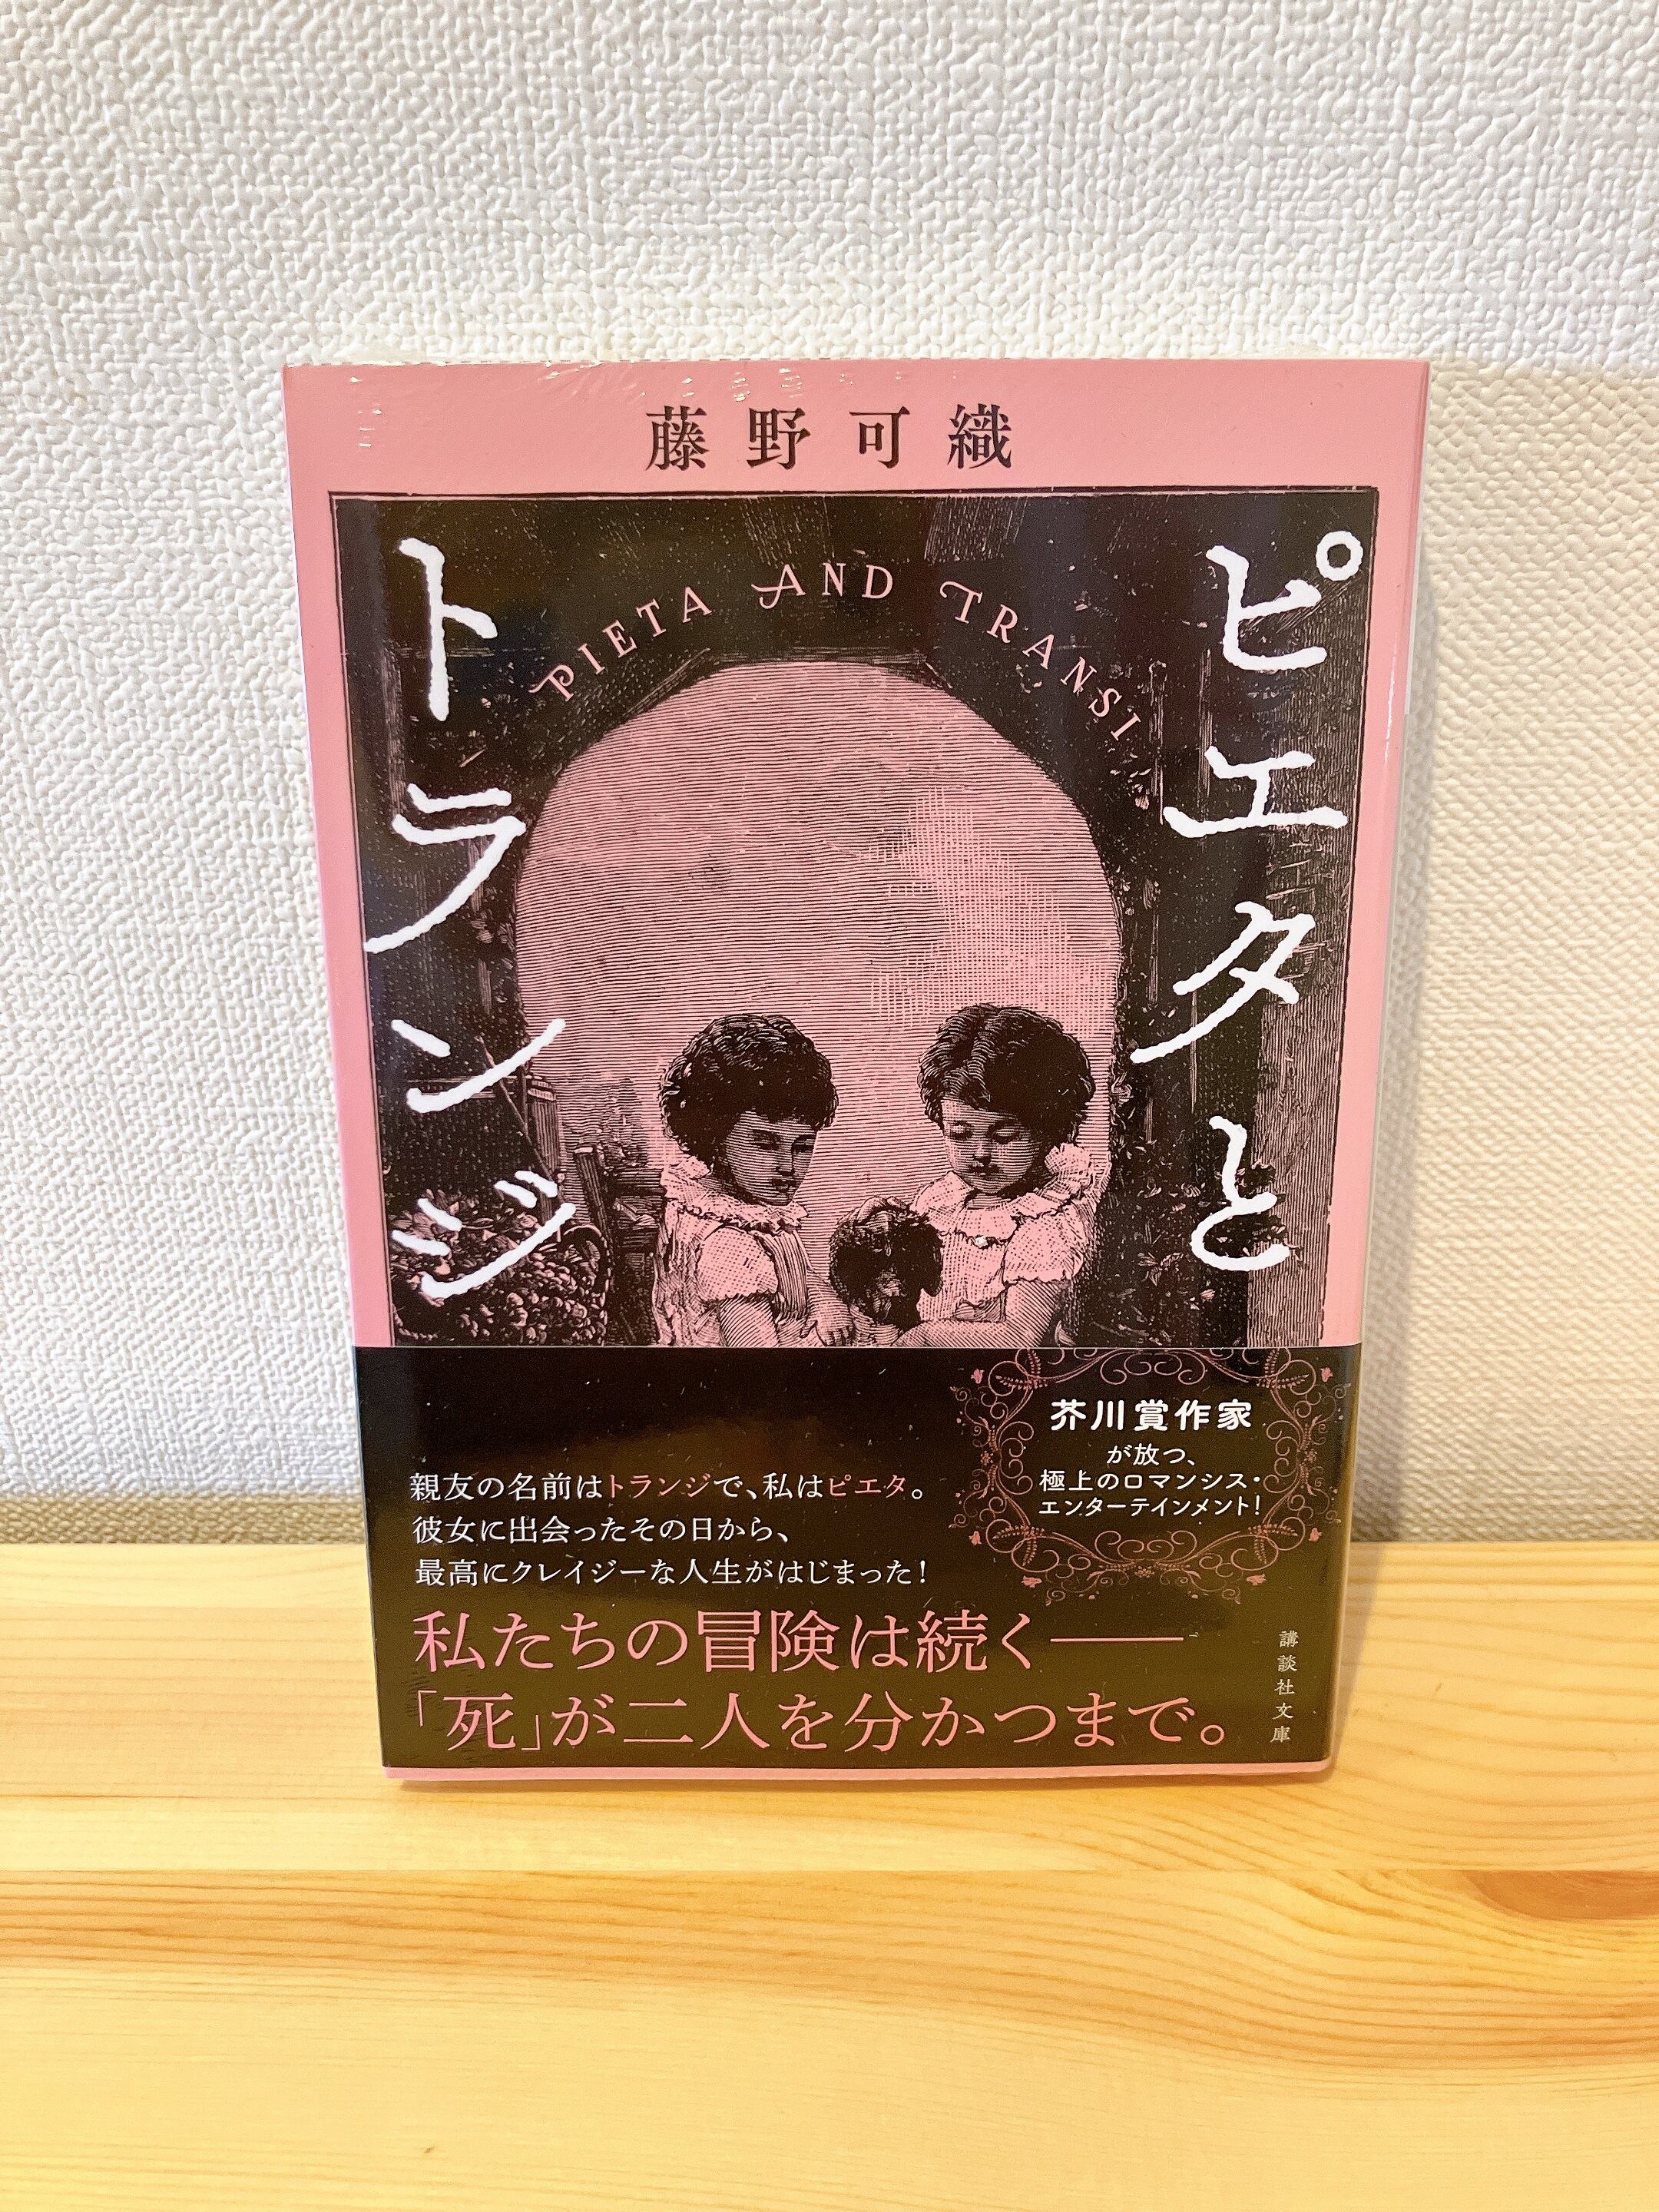 藤野可織
PIETA AND TRANSI
ピエタと
トランジ
芥川賞作家
が放つ、
極上のロマンシス・
エンターテインメント!
親友の名前はトランジで、私はピエタ。
彼女に出会ったその日から、
最高にクレイジーな人生がはじまった!
私たちの冒険は続く――
「死」が二人を分かつまで。
講談社文庫